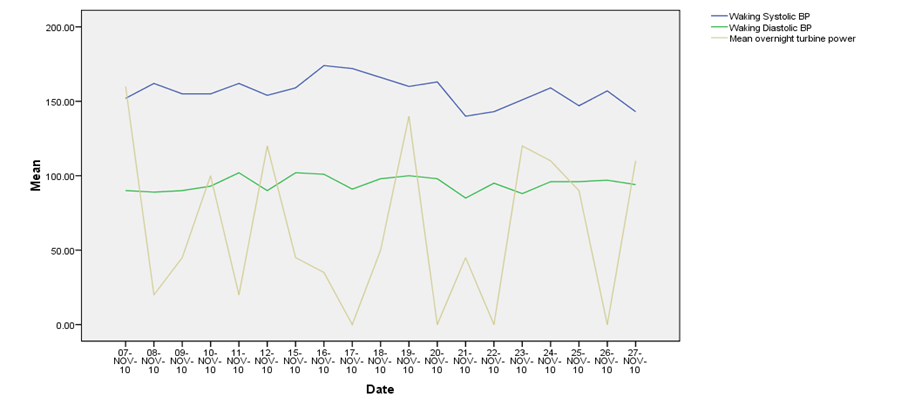 Waking Systolic BP
Waking Diastolic BP
Mean overnight turbine power
200.00
150.00
100.00
50.00
0.00
Mean
07- 08- 09- 10- 11- 12- 15- 16- 17- 18- 19- 20- 21- 22- 23- 24- 25- 26- 27-
NOV- NOV- NOV- NOV- NOV- NOV- NOV- NOV- NOV- NOV- NOV- NOV- NOV- NOV- NOV- NOV- NOV- NOV- NOV-
10 10 10 10 10 10 10 10 10 10 10 10 10 10 10 10 10 10 10
Date